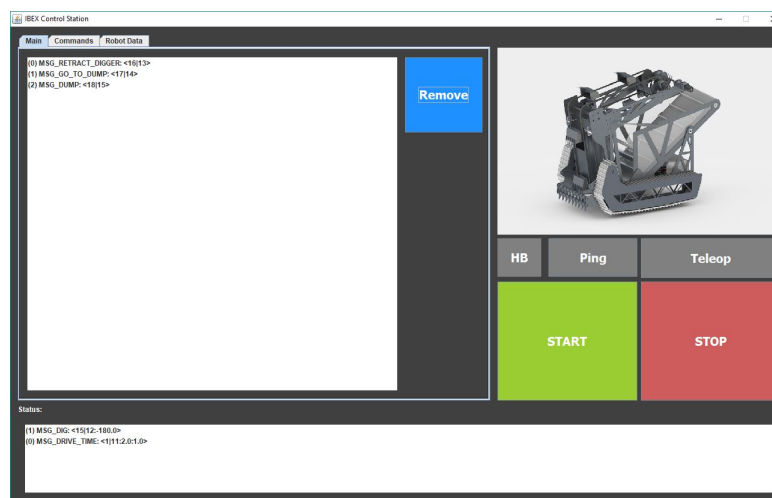 IBEX Control Station
Main Commands Robot Data
(0) MSG_RETRACT_DIGGER: <16|13>
(1) MSG_GO_TO_DUMP: <17|14>
(2) MSG_DUMP: <18|15>
Remove
HB Ping Teleop
START STOP
Status:
(1) MSG_DIG: <15|12:-180.0>
(0) MSG_DRIVE_TIME: <1|11:2.0:1.0>